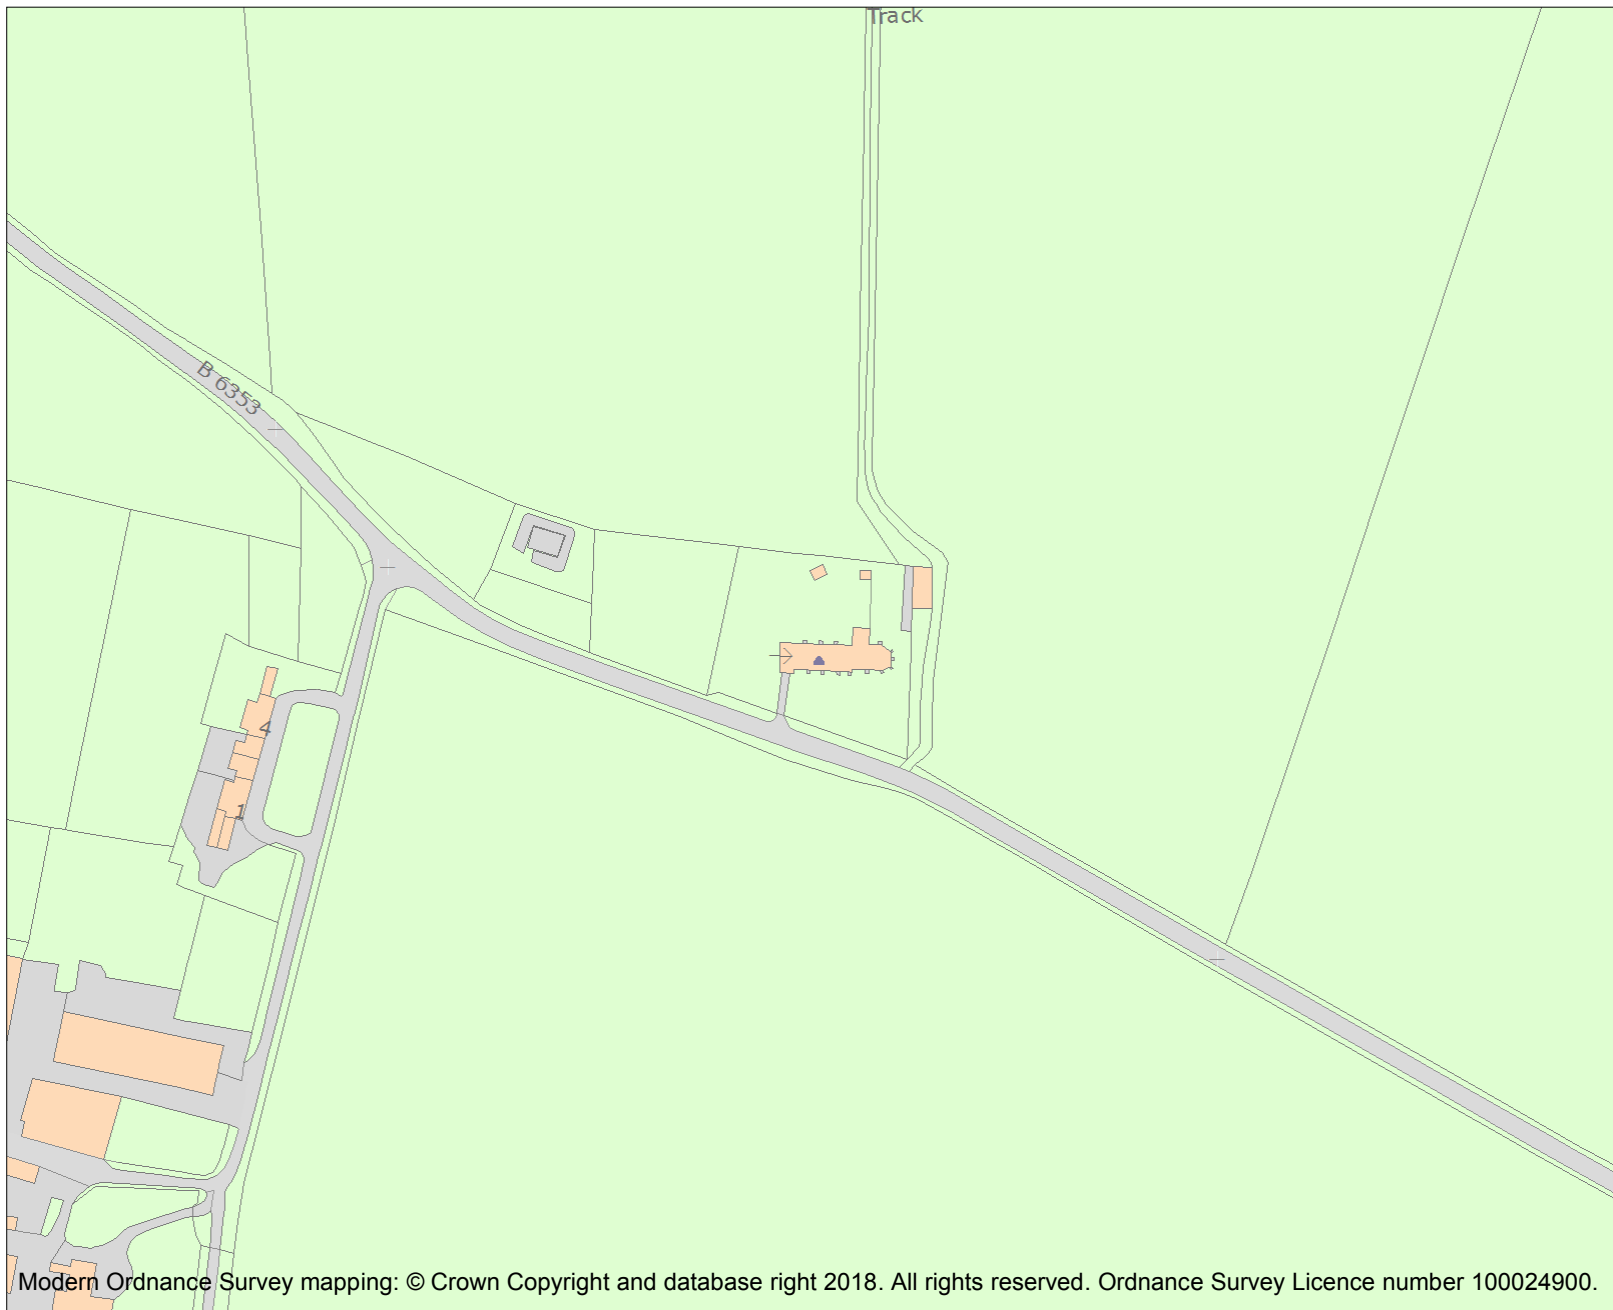 Track
B 6353
4
1
Modern Ordnance Survey mapping: © Crown Copyright and database right 2018. All rights reserved. Ordnance Survey Licence number 100024900.